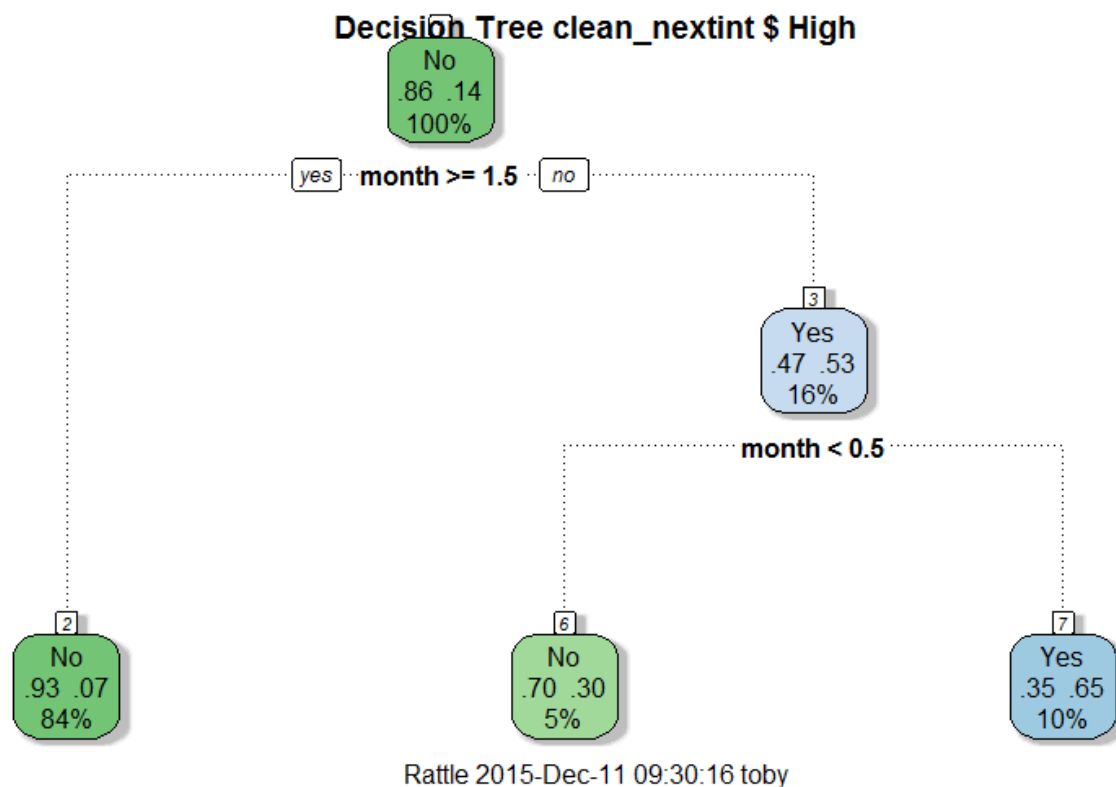 Decision Tree clean_nextint $ High
No
.86 .14
100%
yes month >= 1.5 no
3
Yes
.47 .53
16%
month < 0.5
2
No
.93 .07
84%
6
No
.70 .30
5%
7
Yes
.35 .65
10%
Rattle 2015-Dec-11 09:30:16 toby